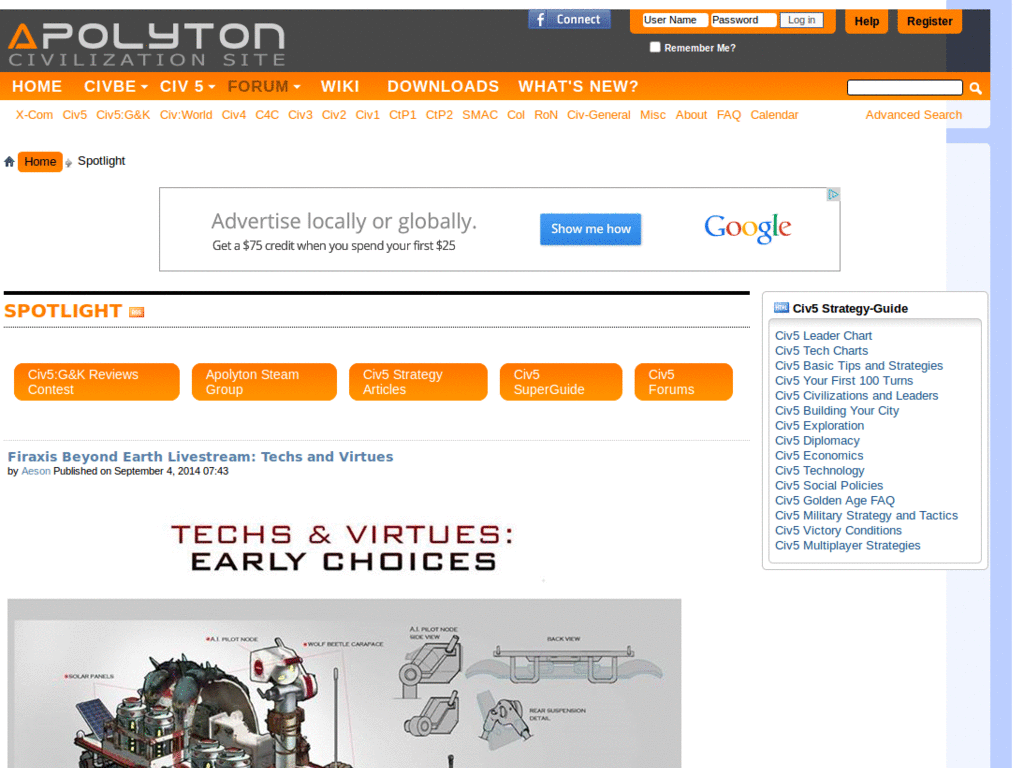 APOLYTON
CIVILIZATION SITE
f Connect
User Name Password Log in
Remember Me?
Help
Register
HOME CIVBE CIV 5 FORUM WIKI DOWNLOADS WHAT'S NEW?
X-Com Civ5 Civ5:G&K Civ:World Civ4 C4C Civ3 Civ2 Civ1 CtP1 CtP2 SMAC Col RoN Civ-General Misc About FAQ Calendar Advanced Search
Home Spotlight
Advertise locally or globally.
Get a $75 credit when you spend your first $25
Show me how
Google
SPOTLIGHT
Civ5:G&K Reviews
Contest
Apolyton Steam
Group
Civ5 Strategy
Articles
Civ5
SuperGuide
Civ5
Forums
Firaxis Beyond Earth Livestream: Techs and Virtues
by Aeson Published on September 4, 2014 07:43
TECHS & VIRTUES:
EARLY CHOICES
A.I. PILOT NODE
WOLF BEETLE CARAPACE
SOLAR PANELS
A.I. PILOT NODE
SIDE VIEW
BACK VIEW
REAR SUSPENSION
DETAIL
Civ5 Strategy-Guide
Civ5 Leader Chart
Civ5 Tech Charts
Civ5 Basic Tips and Strategies
Civ5 Your First 100 Turns
Civ5 Civilizations and Leaders
Civ5 Building Your City
Civ5 Exploration
Civ5 Diplomacy
Civ5 Economics
Civ5 Technology
Civ5 Social Policies
Civ5 Golden Age FAQ
Civ5 Military Strategy and Tactics
Civ5 Victory Conditions
Civ5 Multiplayer Strategies